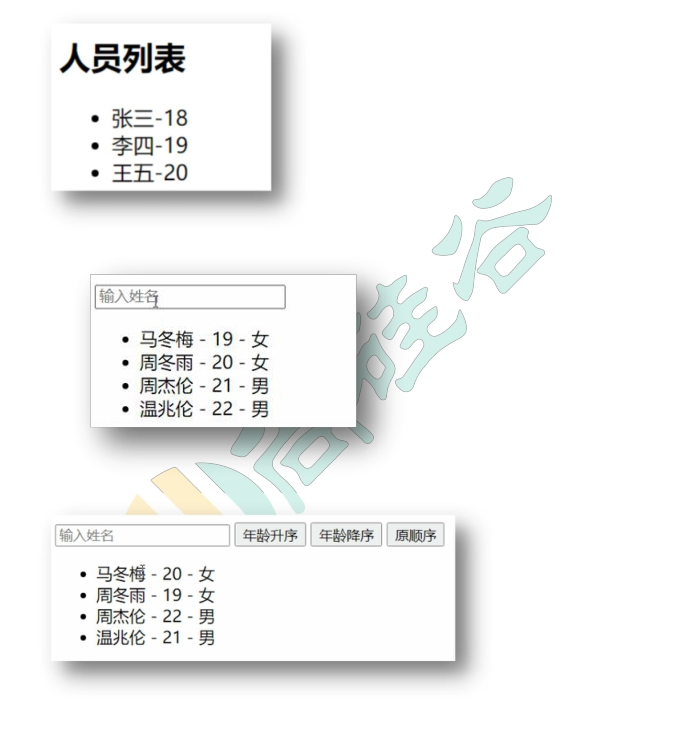 人员列表
张三-18
李四-19
王五-20
输入姓名
马冬梅 - 19 - 女
周冬雨 - 20 - 女
周杰伦 - 21 - 男
温兆伦 - 22 - 男
输入姓名 年龄升序 年龄降序 原顺序
马冬梅 - 20 - 女
周冬雨 - 19 - 女
周杰伦 - 22 - 男
温兆伦 - 21 - 男
尚硅谷